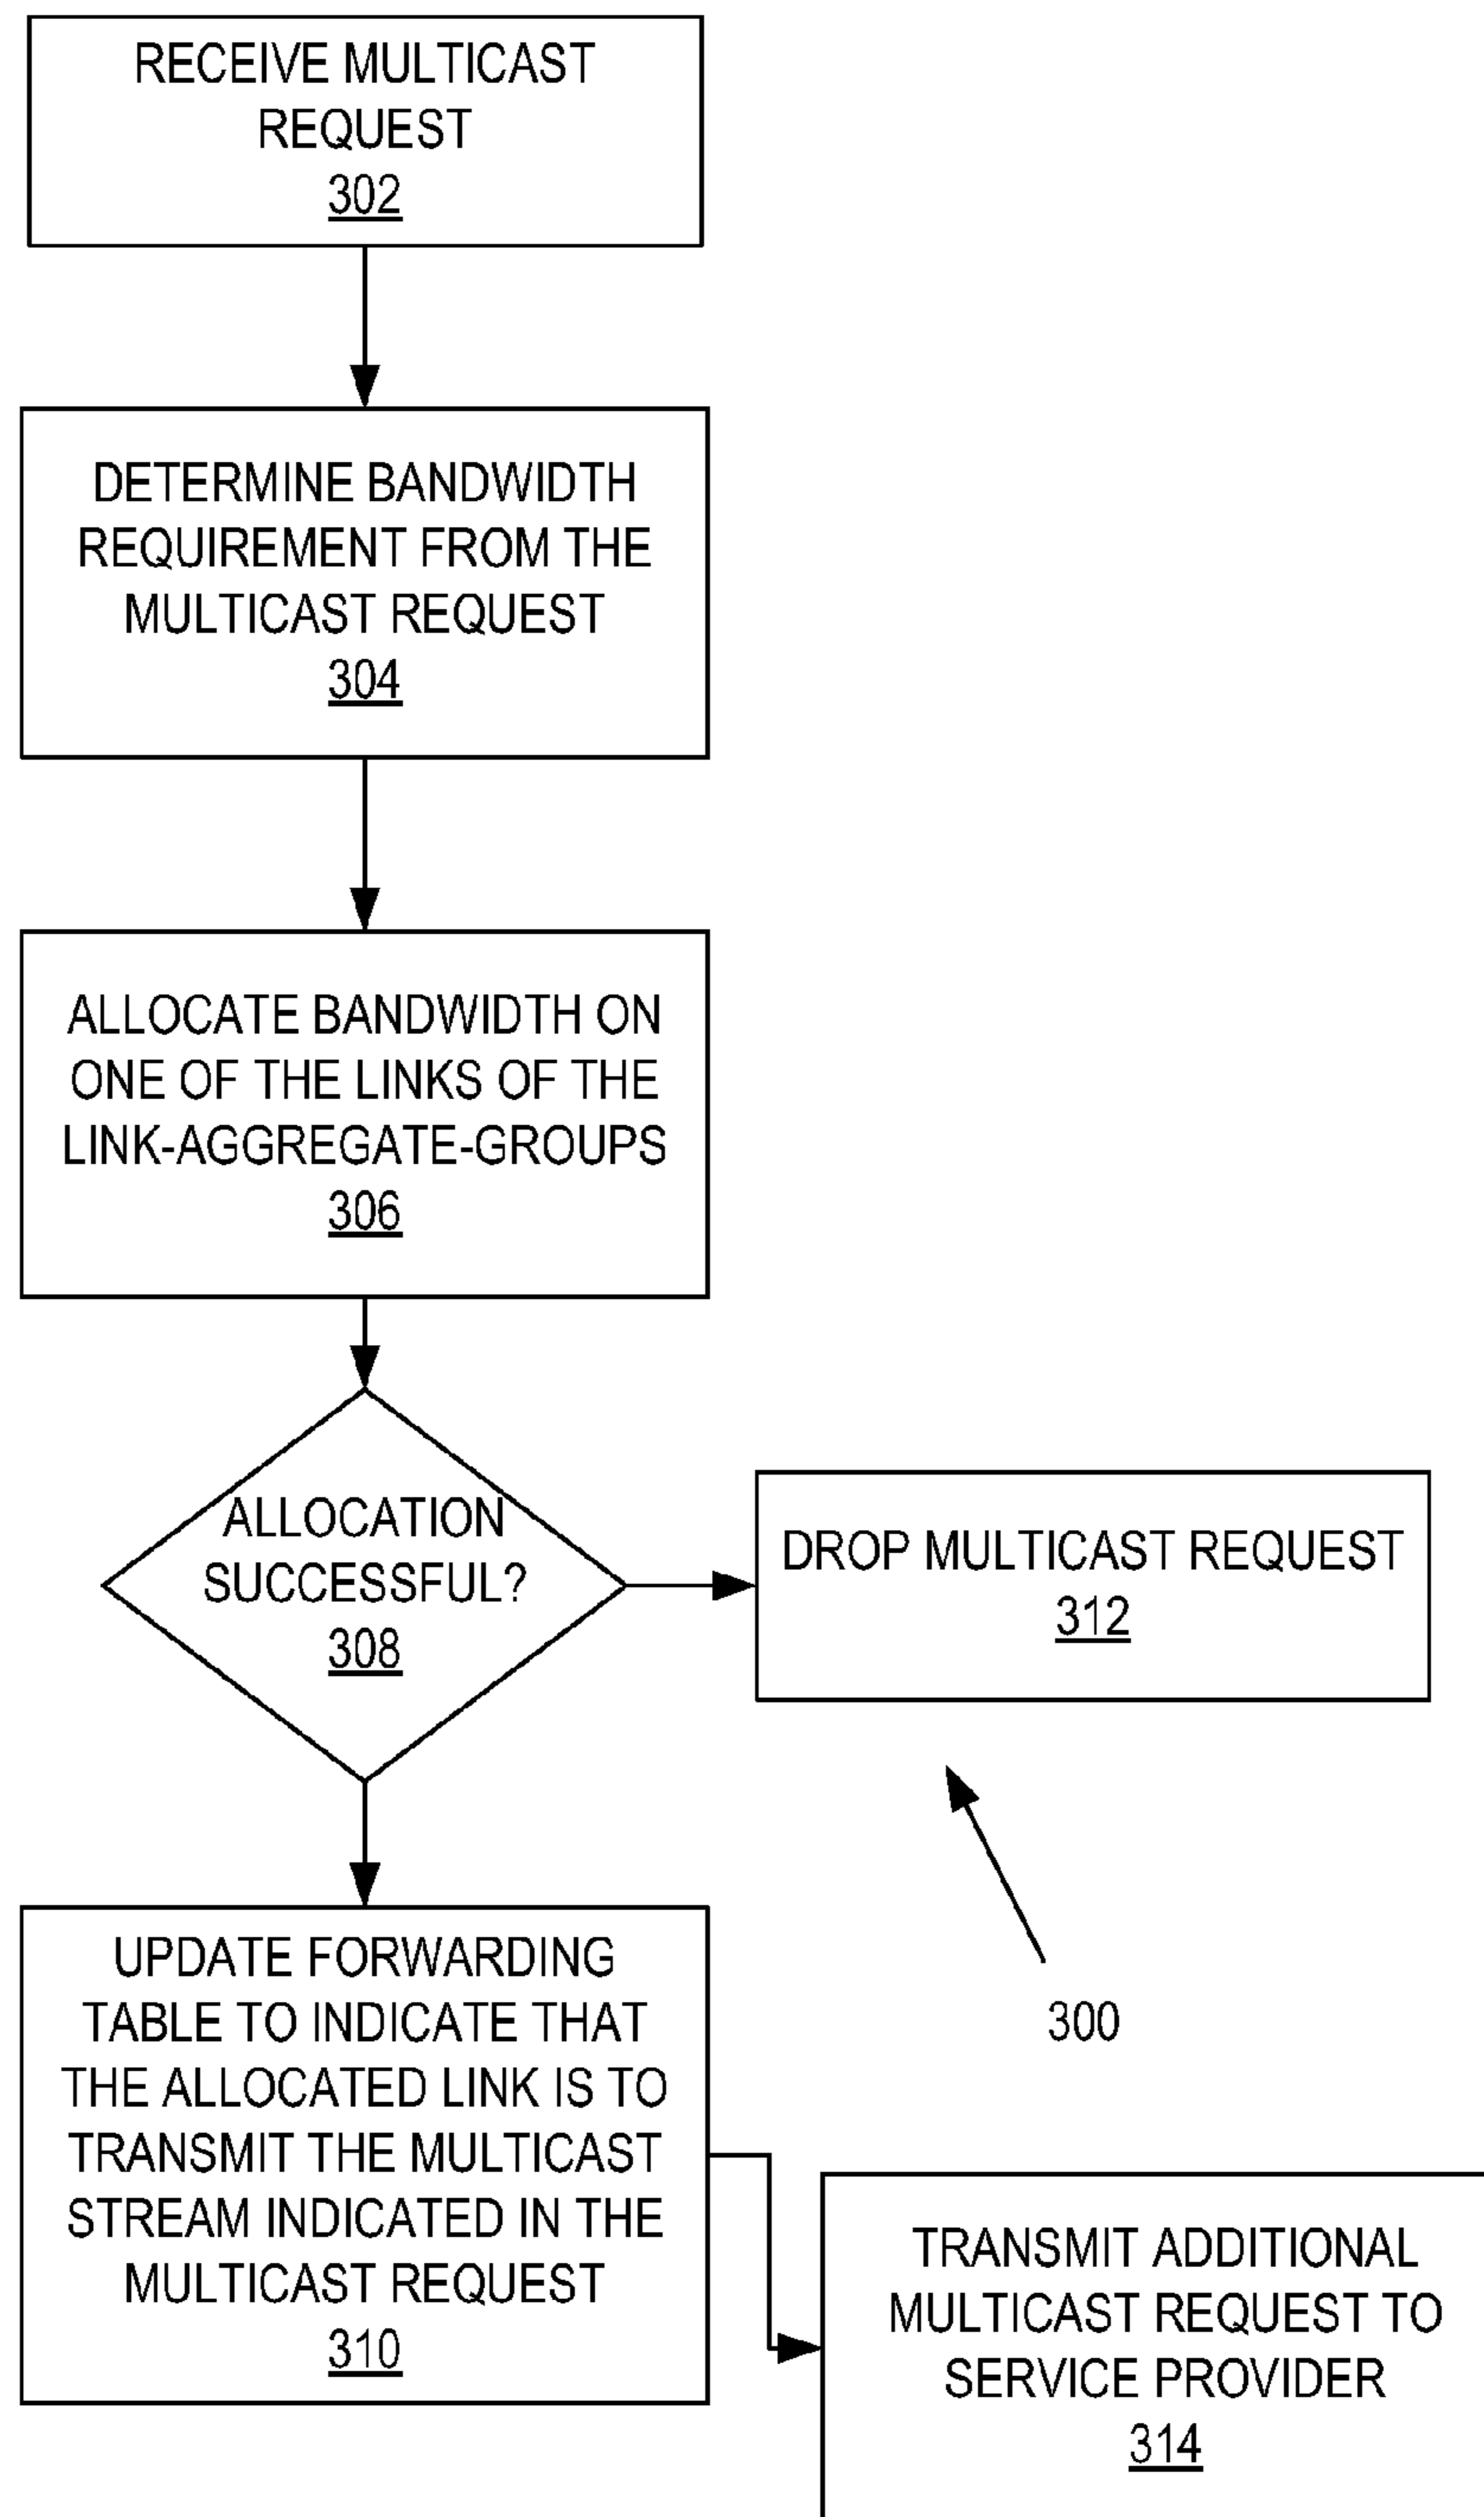 RECEIVE MULTICAST
REQUEST
302
DETERMINE BANDWIDTH
REQUIREMENT FROM THE
MULTICAST REQUEST
304
ALLOCATE BANDWIDTH ON
ONE OF THE LINKS OF THE
LINK-AGGREGATE-GROUPS
306
ALLOCATION
SUCCESSFUL?
308
DROP MULTICAST REQUEST
312
300
UPDATE FORWARDING
TABLE TO INDICATE THAT
THE ALLOCATED LINK IS TO
TRANSMIT THE MULTICAST
STREAM INDICATED IN THE
MULTICAST REQUEST
310
TRANSMIT ADDITIONAL
MULTICAST REQUEST TO
SERVICE PROVIDER
314